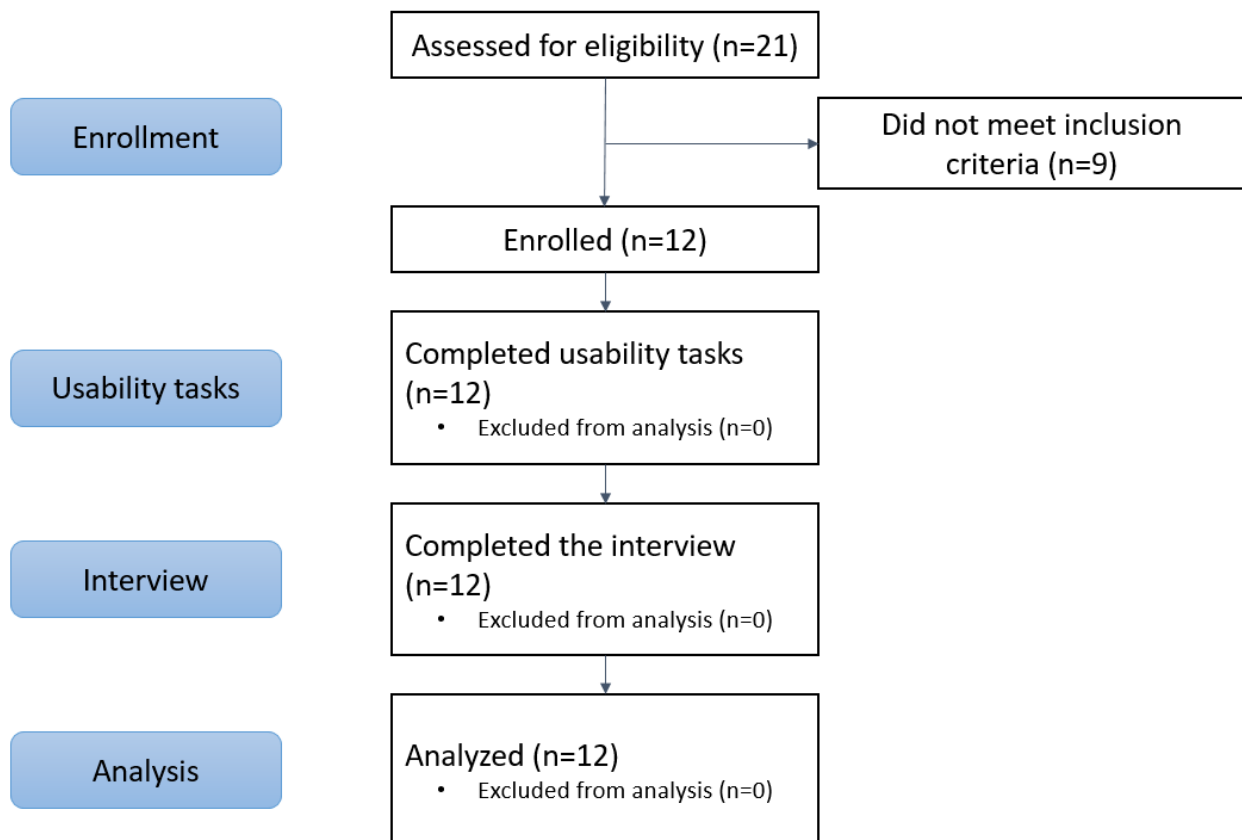 Assessed for eligibility (n=21)
Enrollment
Did not meet inclusion
criteria (n=9)
Enrolled (n=12)
Usability tasks
Completed usability tasks
(n=12)
• Excluded from analysis (n=0)
Interview
Completed the interview
(n=12)
• Excluded from analysis (n=0)
Analysis
Analyzed (n=12)
• Excluded from analysis (n=0)